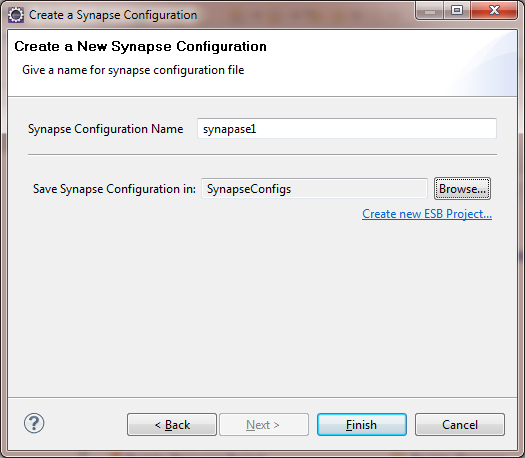 Create a Synapse Configuration
Create a New Synapse Configuration
Give a name for synapse configuration file
Synapse Configuration Name synapase1
Save Synapse Configuration in: SynapseConfigs Browse...
Create new ESB Project...
? < Back Next > Finish Cancel